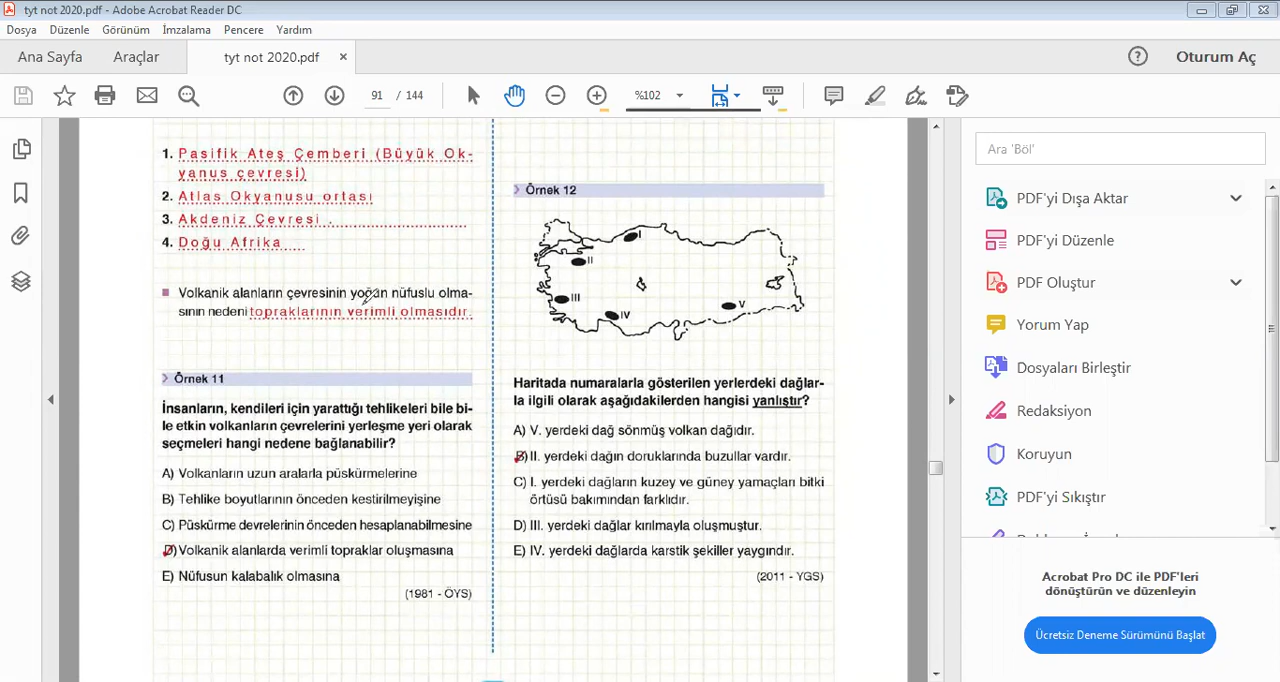 tyt not 2020.pdf - Adobe Acrobat Reader DC
Dosya Düzenle Görünüm İmzalama Pencere Yardım
Ana Sayfa Araçlar tyt not 2020.pdf × ? Oturum Aç
91 / 144 %102
1. Pasifik Ateş Çemberi (Büyük Ok-
yanus çevresi)
2. Atlas Okyanusu ortası
3. Akdeniz Çevresi .
4. Doğu Afrika
Volkanik alanların çevresinin yoğun nüfuslu olma-
sının nedeni topraklarının verimli olmasıdır.
Örnek 11
İnsanların, kendileri için yarattığı tehlikeleri bile bi-
le etkin volkanların çevrelerini yerleşme yeri olarak
seçmeleri hangi nedene bağlanabilir?
A) Volkanların uzun aralarla püskürmelerine
B) Tehlike boyutlarının önceden kestirilmeyişine
C) Püskürme devrelerinin önceden hesaplanabilmesine
D) Volkanik alanlarda verimli topraklar oluşmasına
E) Nüfusun kalabalık olmasına
(1981 - ÖYS)
Örnek 12
I
II
III
IV
V
Haritada numaralarla gösterilen yerlerdeki dağlar-
la ilgili olarak aşağıdakilerden hangisi yanlıştır?
A) V. yerdeki dağ sönmüş volkan dağıdır.
B) II. yerdeki dağın doruklarında buzullar vardır.
C) I. yerdeki dağların kuzey ve güney yamaçları bitki
örtüsü bakımından farklıdır.
D) III. yerdeki dağlar kırılmayla oluşmuştur.
E) IV. yerdeki dağlarda karstik şekiller yaygındır.
(2011 - YGS)
Ara 'Böl'
PDF'yi Dışa Aktar
PDF'yi Düzenle
PDF Oluştur
Yorum Yap
Dosyaları Birleştir
Redaksiyon
Koruyun
PDF'yi Sıkıştır
Acrobat Pro DC ile PDF'leri
dönüştürün ve düzenleyin
Ücretsiz Deneme Sürümünü Başlat